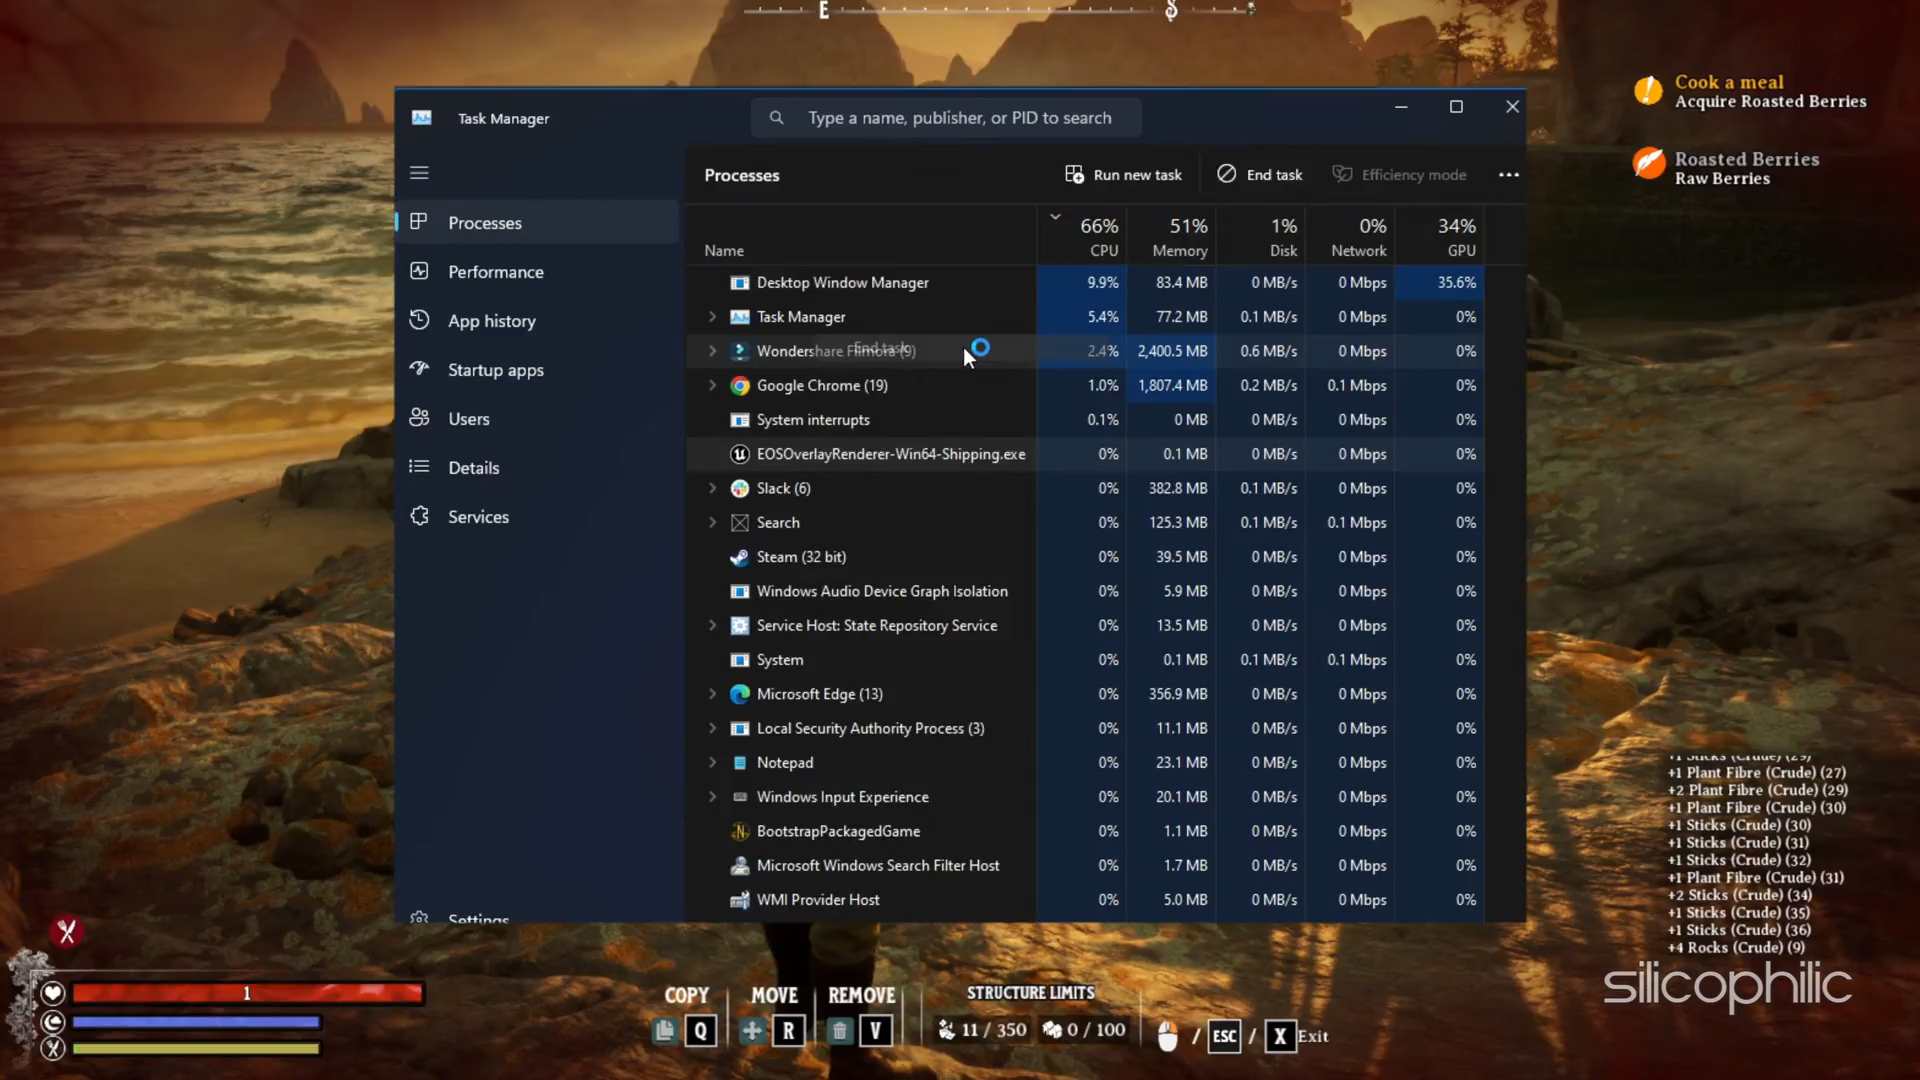 E S
Cook a meal
Acquire Roasted Berries
Roasted Berries
Raw Berries
Task Manager
Type a name, publisher, or PID to search
Processes
Run new task
End task
Efficiency mode
Processes
Performance
App history
Startup apps
Users
Details
Services
Settings
66% 51% 1% 0% 34%
Name CPU Memory Disk Network GPU
Desktop Window Manager 9.9% 83.4 MB 0 MB/s 0 Mbps 35.6%
Task Manager 5.4% 77.2 MB 0.1 MB/s 0 Mbps 0%
Wondershare Filmora (9) End task 2.4% 2,400.5 MB 0.6 MB/s 0 Mbps 0%
Google Chrome (19) 1.0% 1,807.4 MB 0.2 MB/s 0.1 Mbps 0%
System interrupts 0.1% 0 MB 0 MB/s 0 Mbps 0%
EOSOverlayRenderer-Win64-Shipping.exe 0% 0.1 MB 0 MB/s 0 Mbps 0%
Slack (6) 0% 382.8 MB 0.1 MB/s 0 Mbps 0%
Search 0% 125.3 MB 0.1 MB/s 0.1 Mbps 0%
Steam (32 bit) 0% 39.5 MB 0 MB/s 0 Mbps 0%
Windows Audio Device Graph Isolation 0% 5.9 MB 0 MB/s 0 Mbps 0%
Service Host: State Repository Service 0% 13.5 MB 0 MB/s 0 Mbps 0%
System 0% 0.1 MB 0.1 MB/s 0.1 Mbps 0%
Microsoft Edge (13) 0% 356.9 MB 0 MB/s 0 Mbps 0%
Local Security Authority Process (3) 0% 11.1 MB 0 MB/s 0 Mbps 0%
Notepad 0% 23.1 MB 0 MB/s 0 Mbps 0%
Windows Input Experience 0% 20.1 MB 0 MB/s 0 Mbps 0%
BootstrapPackagedGame 0% 1.1 MB 0 MB/s 0 Mbps 0%
Microsoft Windows Search Filter Host 0% 1.7 MB 0 MB/s 0 Mbps 0%
WMI Provider Host 0% 5.0 MB 0 MB/s 0 Mbps 0%
+1 Sticks (Crude) (29)
+1 Plant Fibre (Crude) (27)
+2 Plant Fibre (Crude) (29)
+1 Plant Fibre (Crude) (30)
+1 Sticks (Crude) (30)
+1 Sticks (Crude) (31)
+1 Sticks (Crude) (32)
+1 Plant Fibre (Crude) (31)
+2 Sticks (Crude) (34)
+1 Sticks (Crude) (35)
+1 Sticks (Crude) (36)
+4 Rocks (Crude) (9)
silicophilic
1
COPY MOVE REMOVE
Q R V
STRUCTURE LIMITS
11 / 350 0 / 100
/ ESC / X Exit